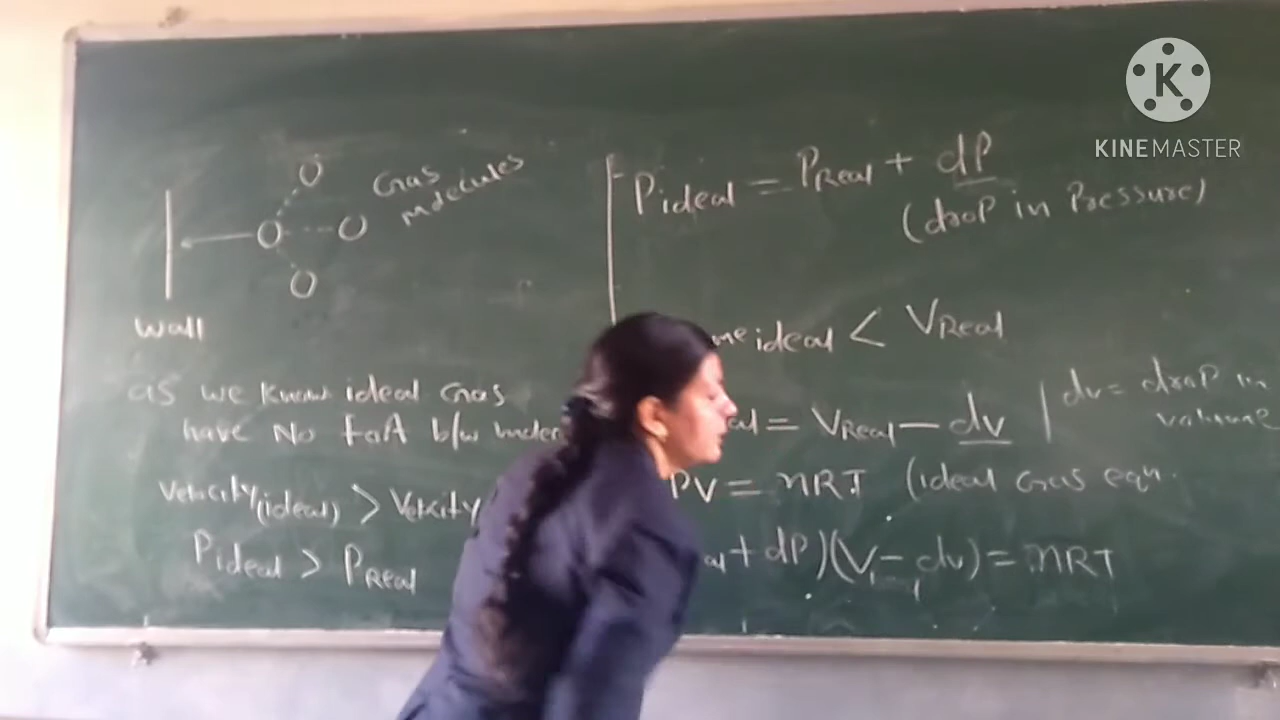 Gas
molecules
Wall
as we know ideal Gas
have No FOA b/w
Velocity(ideal) > Velocity
Pideal > PReal
Pideal = PReal + dP
(drop in Pressure)
ideal < VReal
= VReal - dv | dv = drop in
volume
PV = nRT (ideal Gas eqn.
+ dP)(V - dv) = nRT
K
KINEMASTER